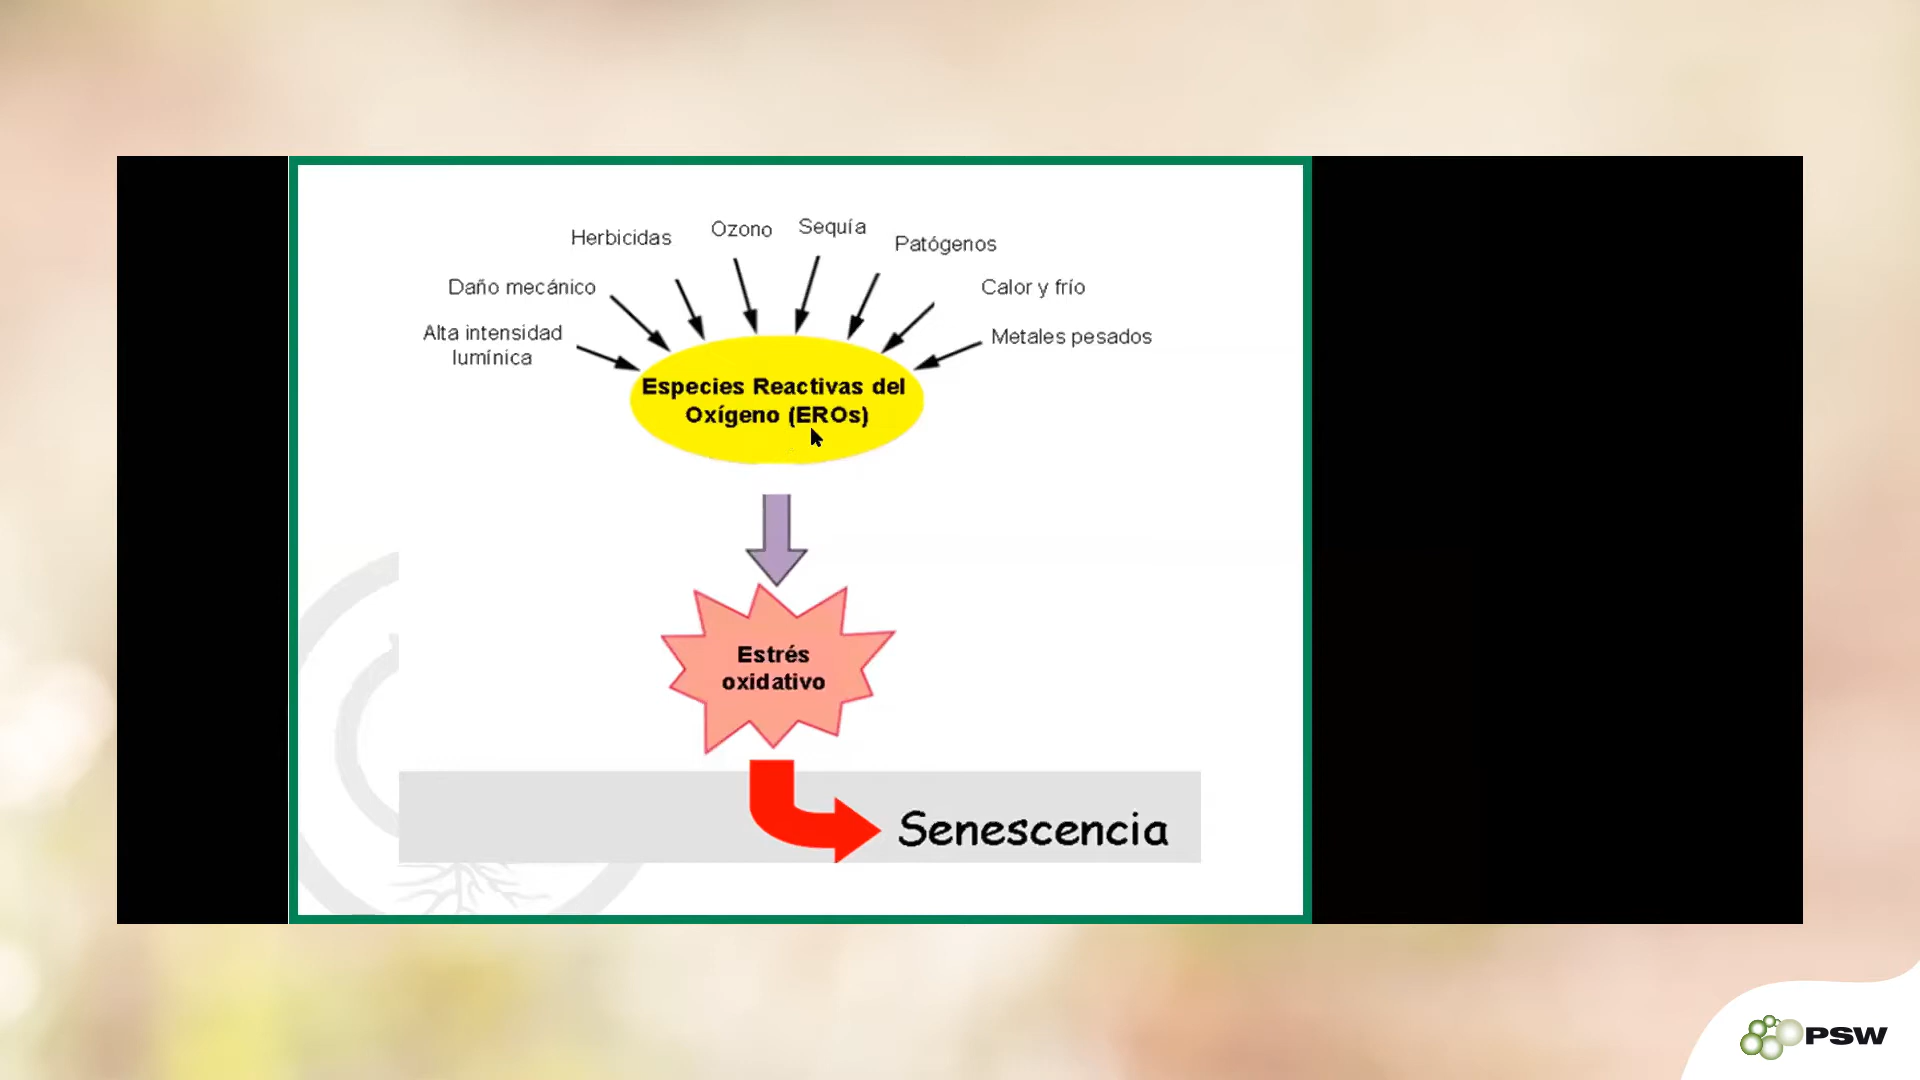 Herbicidas
Ozono
Sequía
Patógenos
Daño mecánico
Calor y frío
Alta intensidad
lumínica
Metales pesados
Especies Reactivas del
Oxígeno (EROs)
Estrés
oxidativo
Senescencia
PSW